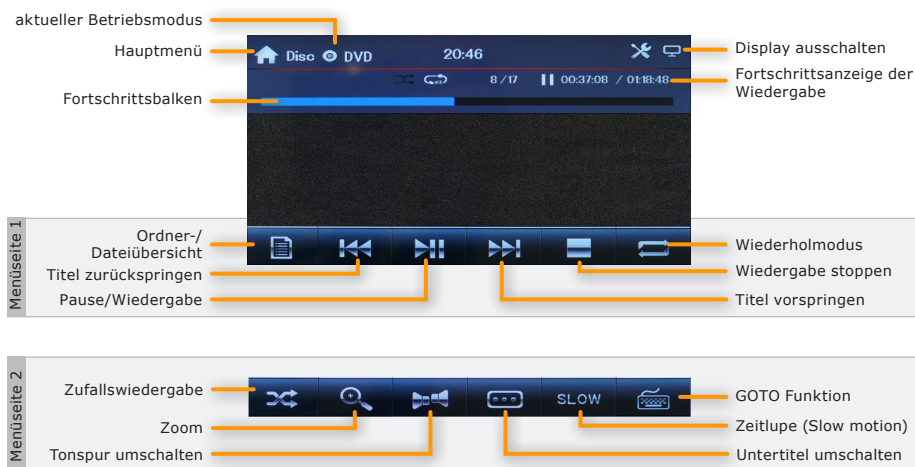 aktueller Betriebsmodus
Hauptmenü
Fortschrittsbalken
Disc DVD 20:46
8/17 00:37:08 / 01:18:48
Display ausschalten
Fortschrittsanzeige der
Wiedergabe
Menüseite 1
Ordner-/
Dateiübersicht
Titel zurückspringen
Pause/Wiedergabe
Wiederholmodus
Wiedergabe stoppen
Titel vorspringen
Menüseite 2
Zufallswiedergabe
Zoom
Tonspur umschalten
SLOW
GOTO Funktion
Zeitlupe (Slow motion)
Untertitel umschalten